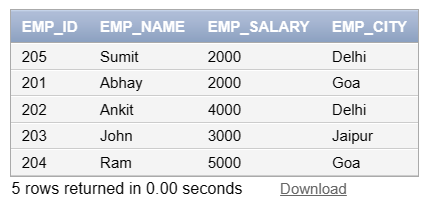 EMP_ID EMP_NAME EMP_SALARY EMP_CITY
205 Sumit 2000 Delhi
201 Abhay 2000 Goa
202 Ankit 4000 Delhi
203 John 3000 Jaipur
204 Ram 5000 Goa
5 rows returned in 0.00 seconds Download